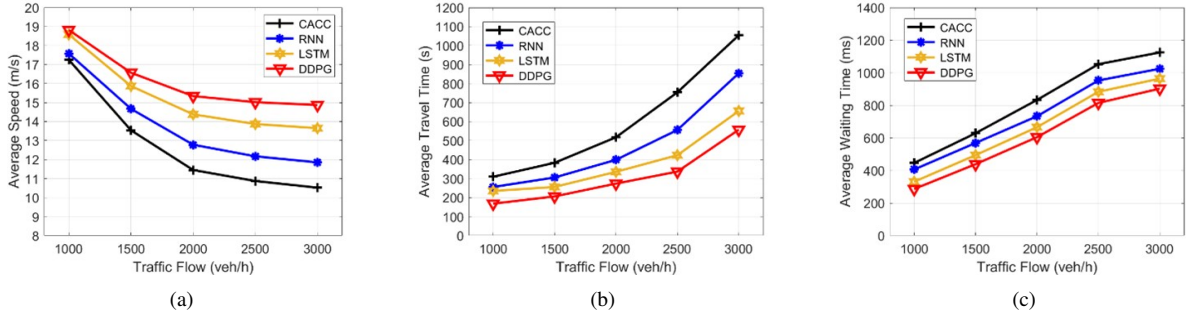 20
19
18
17
16
15
14
13
12
11
10
9
8
Average Speed (m/s)
CACC
RNN
LSTM
DDPG
1000 1500 2000 2500 3000
Traffic Flow (veh/h)
(a)
1200
1100
1000
900
800
700
600
500
400
300
200
100
0
Average Travel Time (s)
CACC
RNN
LSTM
DDPG
1000 1500 2000 2500 3000
Traffic Flow (veh/h)
(b)
1400
1200
1000
800
600
400
200
0
Average Waiting Time (ms)
CACC
RNN
LSTM
DDPG
1000 1500 2000 2500 3000
Traffic Flow (veh/h)
(c)